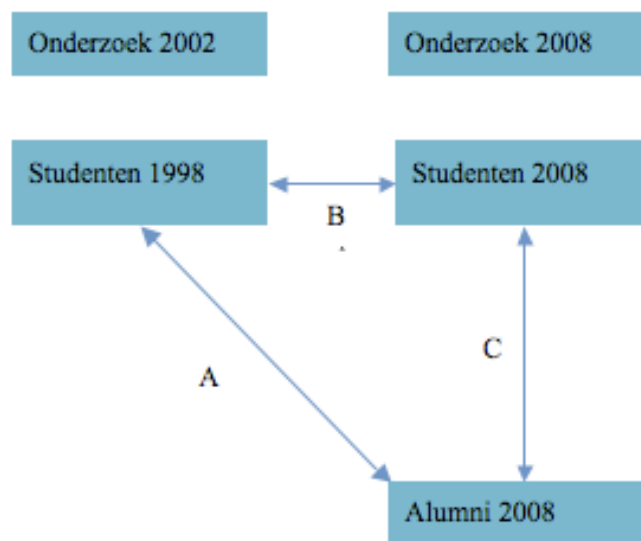 Onderzoek 2002
Onderzoek 2008
Studenten 1998
Studenten 2008
B
A
C
Alumni 2008